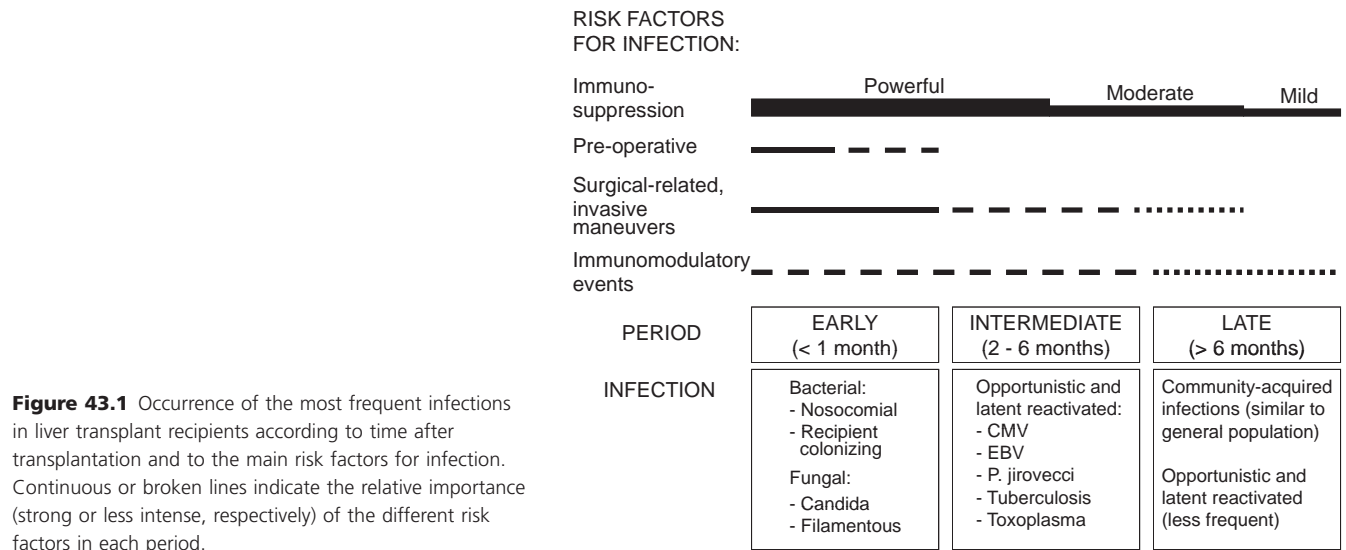 RISK FACTORS
FOR INFECTION:
Immuno-
suppression
Powerful
Moderate
Mild
Pre-operative
Surgical-related,
invasive
maneuvers
Immunomodulatory
events
PERIOD
EARLY
(< 1 month)
INTERMEDIATE
(2 - 6 months)
LATE
(> 6 months)
INFECTION
Bacterial:
- Nosocomial
- Recipient
colonizing
Fungal:
- Candida
- Filamentous
Opportunistic and
latent reactivated:
- CMV
- EBV
- P. jirovecci
- Tuberculosis
- Toxoplasma
Community-acquired
infections (similar to
general population)
Opportunistic and
latent reactivated
(less frequent)
Figure 43.1 Occurrence of the most frequent infections
in liver transplant recipients according to time after
transplantation and to the main risk factors for infection.
Continuous or broken lines indicate the relative importance
(strong or less intense, respectively) of the different risk
factors in each period.